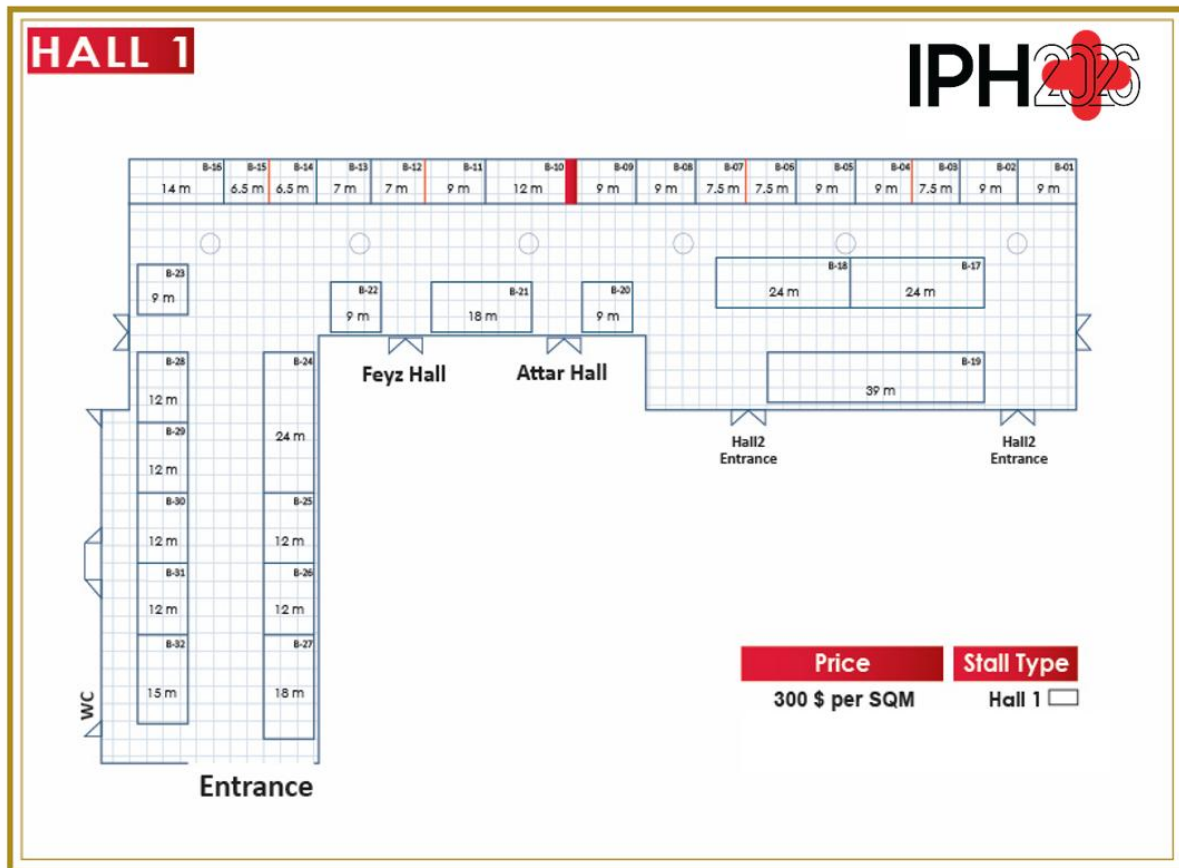 HALL 1
IPH2026
B-16 B-15 B-14 B-13 B-12 B-11 B-10 B-09 B-08 B-07 B-06 B-05 B-04 B-03 B-02 B-01
14 m 6.5 m 6.5 m 7 m 7 m 9 m 12 m 9 m 9 m 7.5 m 7.5 m 9 m 9 m 7.5 m 9 m 9 m
B-18 B-17
24 m 24 m
B-23
9 m
B-22 B-21 B-20
9 m 18 m 9 m
Feyz Hall
Attar Hall
B-19
39 m
Hall2
Entrance
Hall2
Entrance
B-28 B-24
12 m
24 m
B-29
12 m
B-30 B-25
12 m 12 m
B-31 B-26
12 m 12 m
B-32 B-27
15 m 18 m
WC
Entrance
Price Stall Type
300 $ per SQM Hall 1